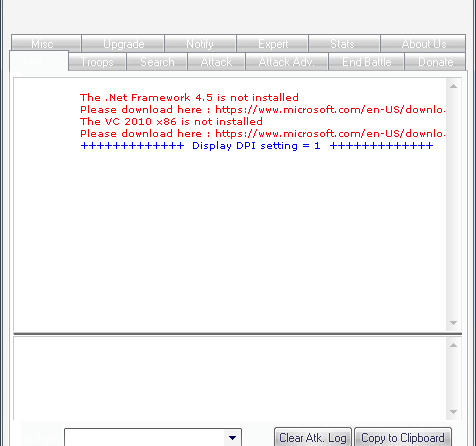 Misc Upgrade Notify Expert Stats About Us
Troops Search Attack Attack Adv. End Battle Donate
The .Net Framework 4.5 is not installed
Please download here : https://www.microsoft.com/en-US/downlo
The VC 2010 x86 is not installed
Please download here : https://www.microsoft.com/en-US/downlo
+++++++++++++ Display DPI setting = 1 +++++++++++++
Clear Atk. Log Copy to Clipboard